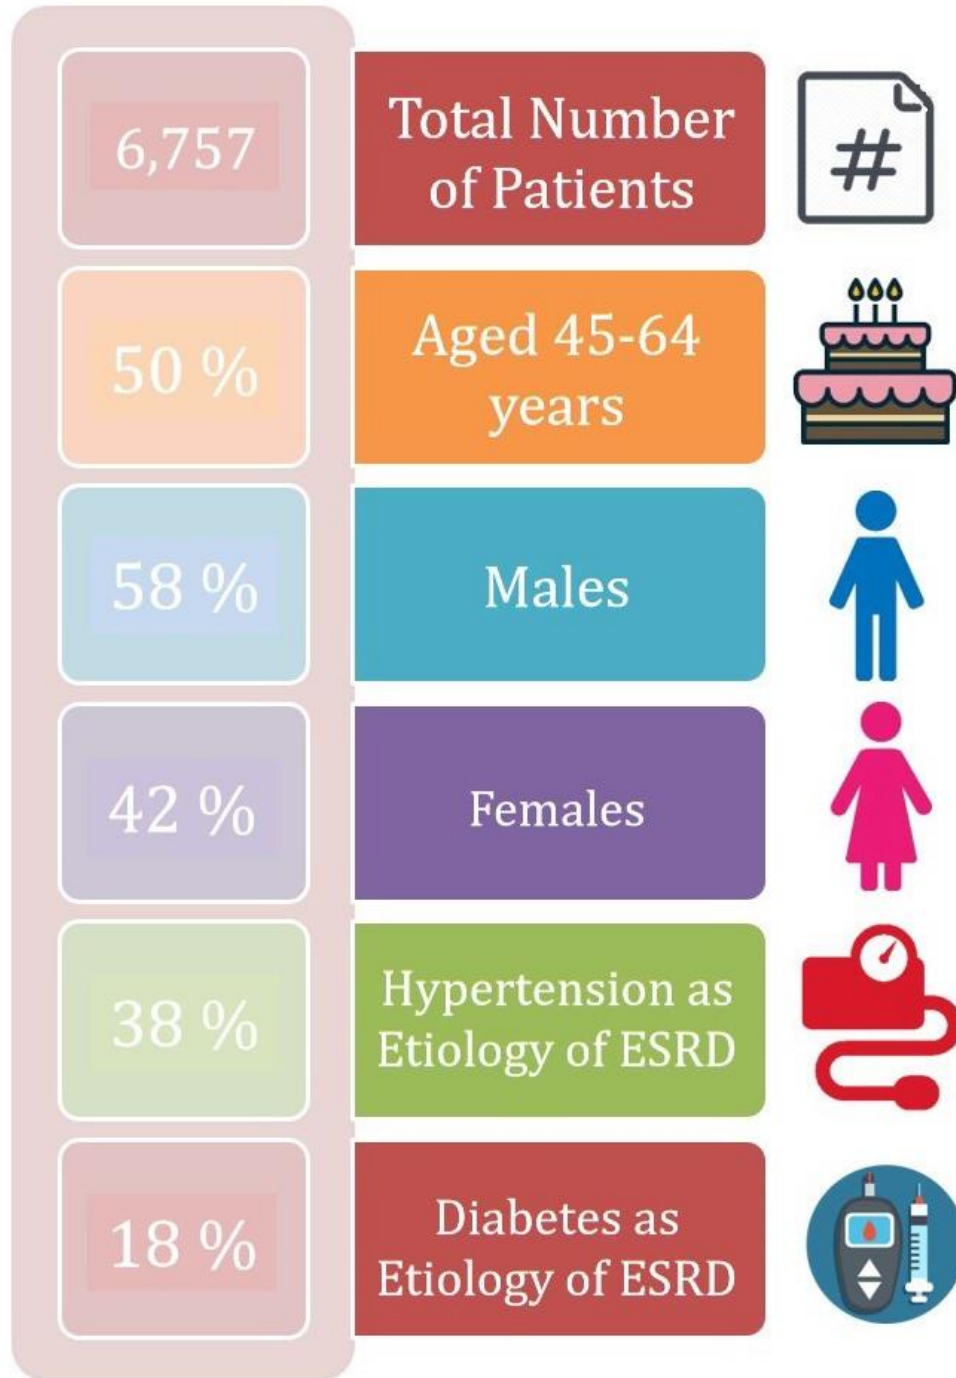 6,757
Total Number
of Patients
#
50 %
Aged 45-64
years
58 %
Males
42 %
Females
38 %
Hypertension as
Etiology of ESRD
18 %
Diabetes as
Etiology of ESRD